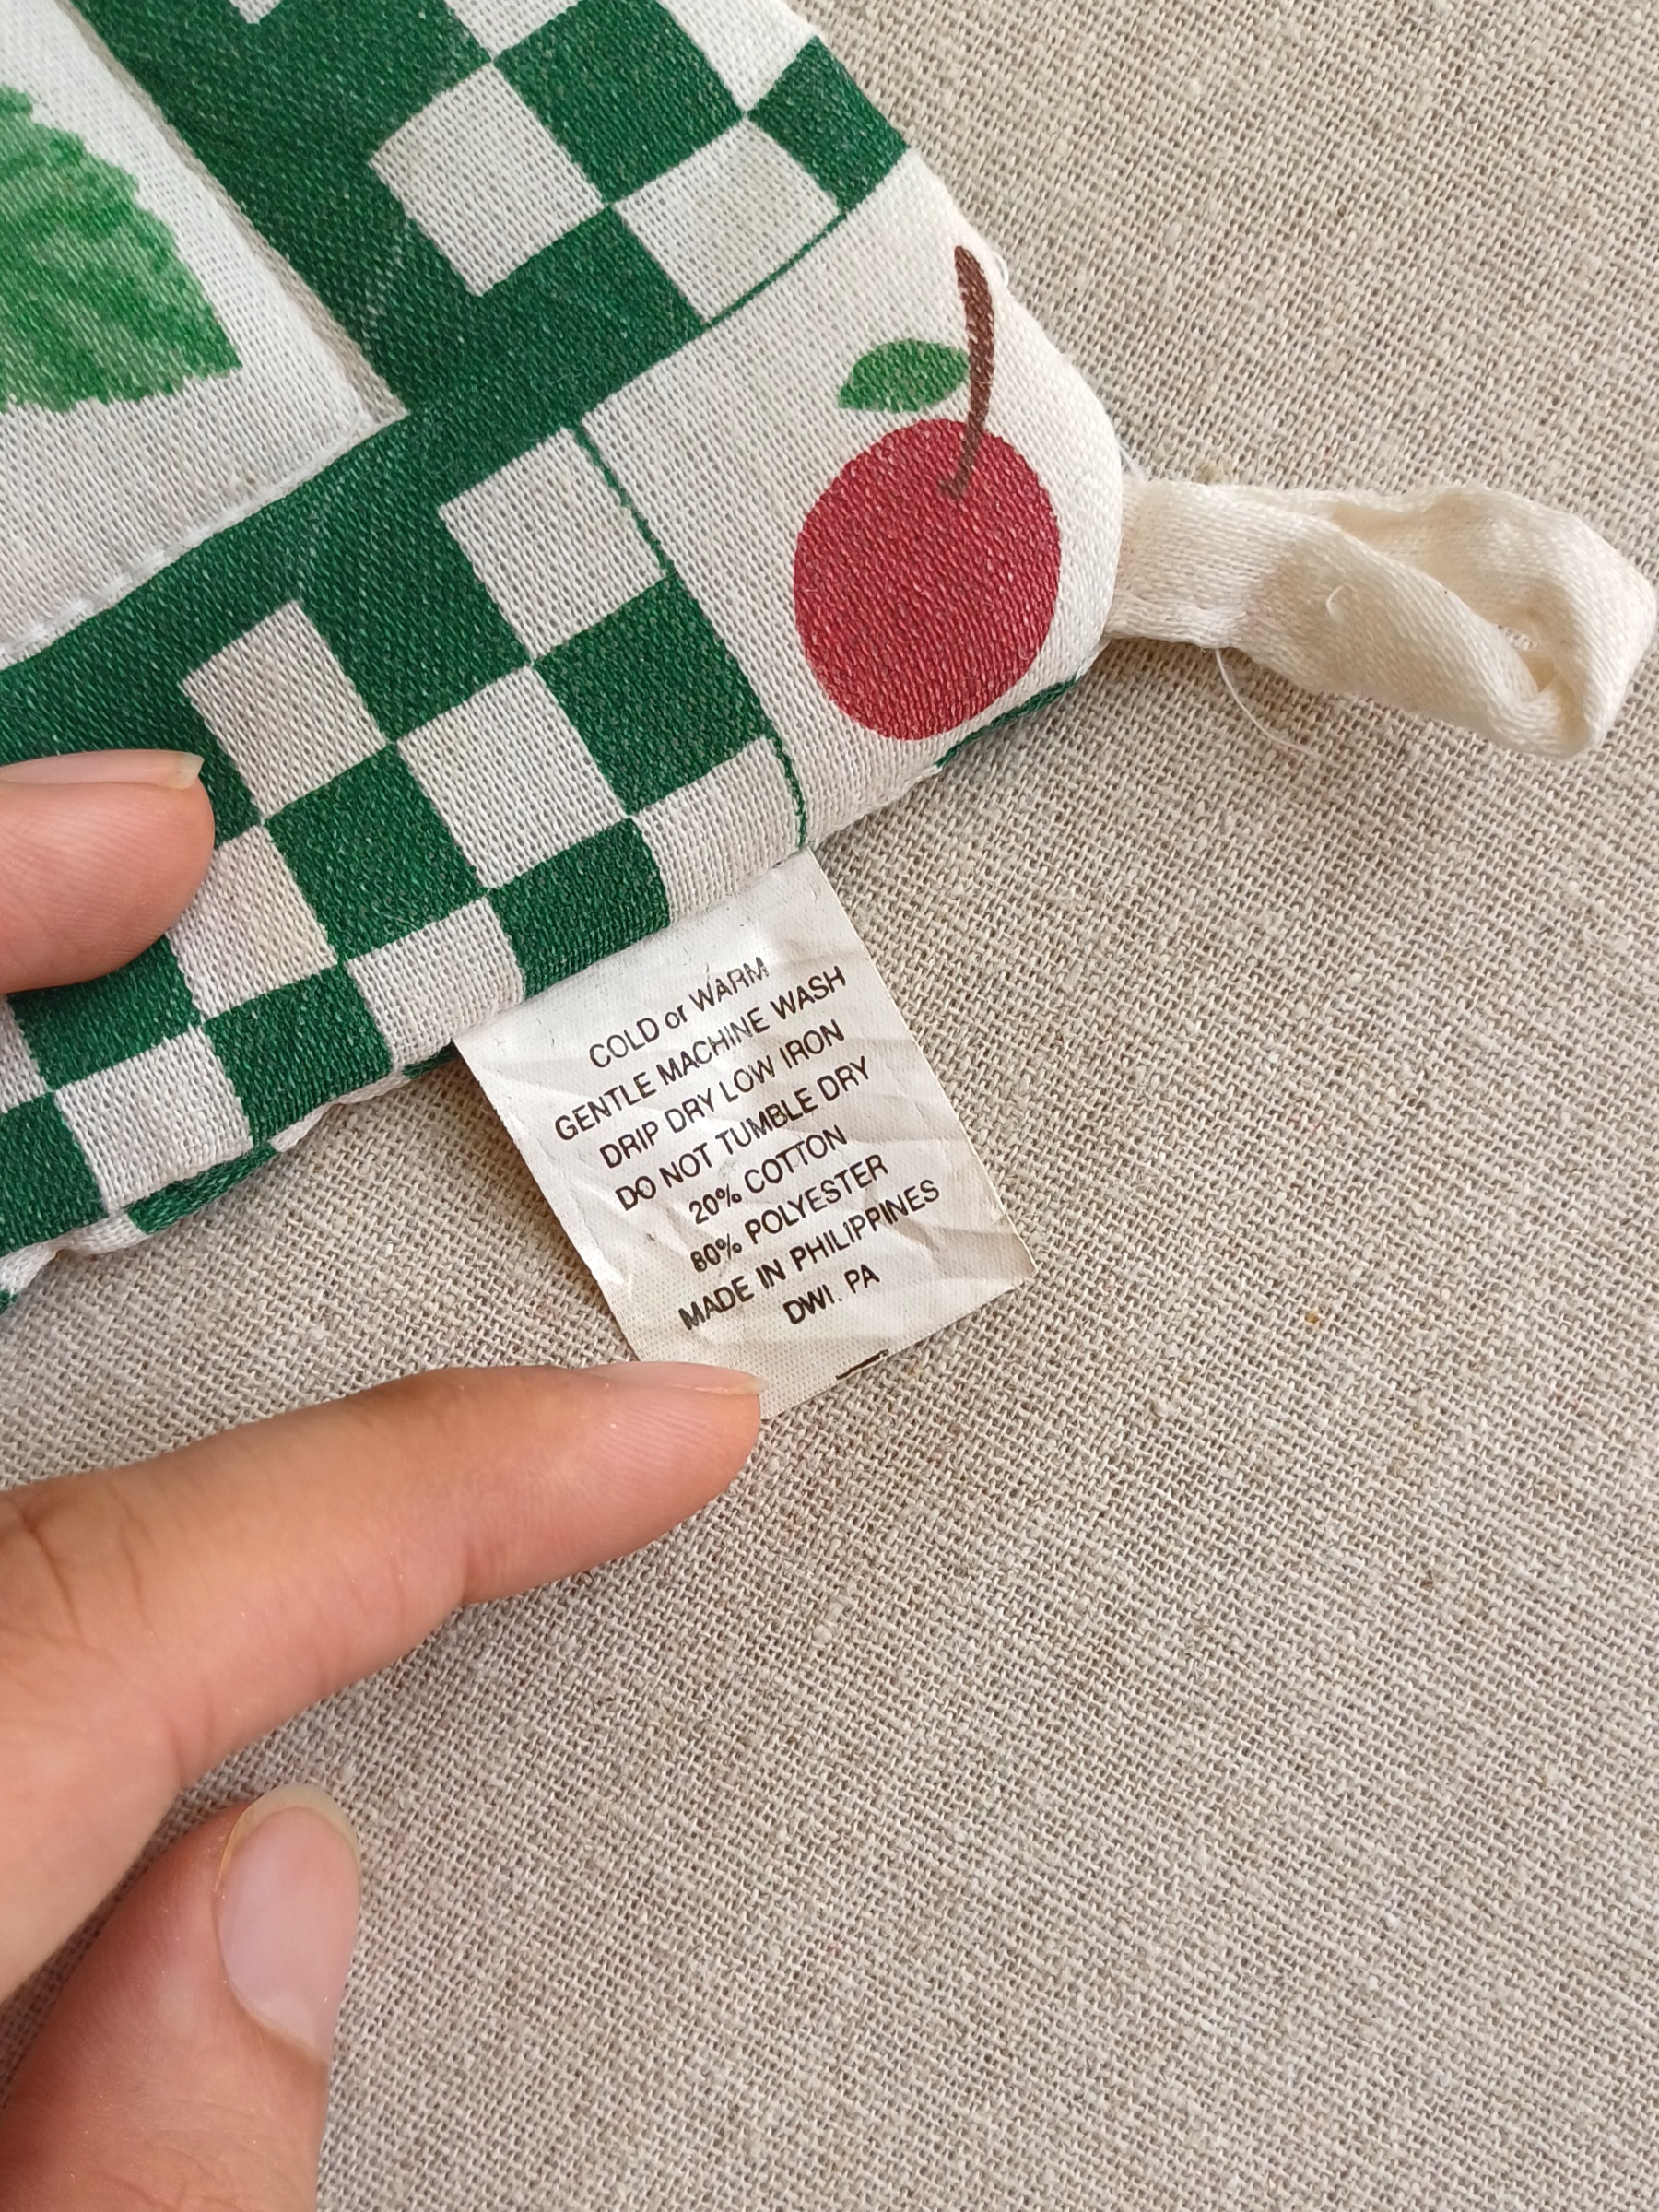 COLD or WARM
GENTLE MACHINE WASH
DRIP DRY LOW IRON
DO NOT TUMBLE DRY
20% COTTON
80% POLYESTER
MADE IN PHILIPPINES
DWI. PA